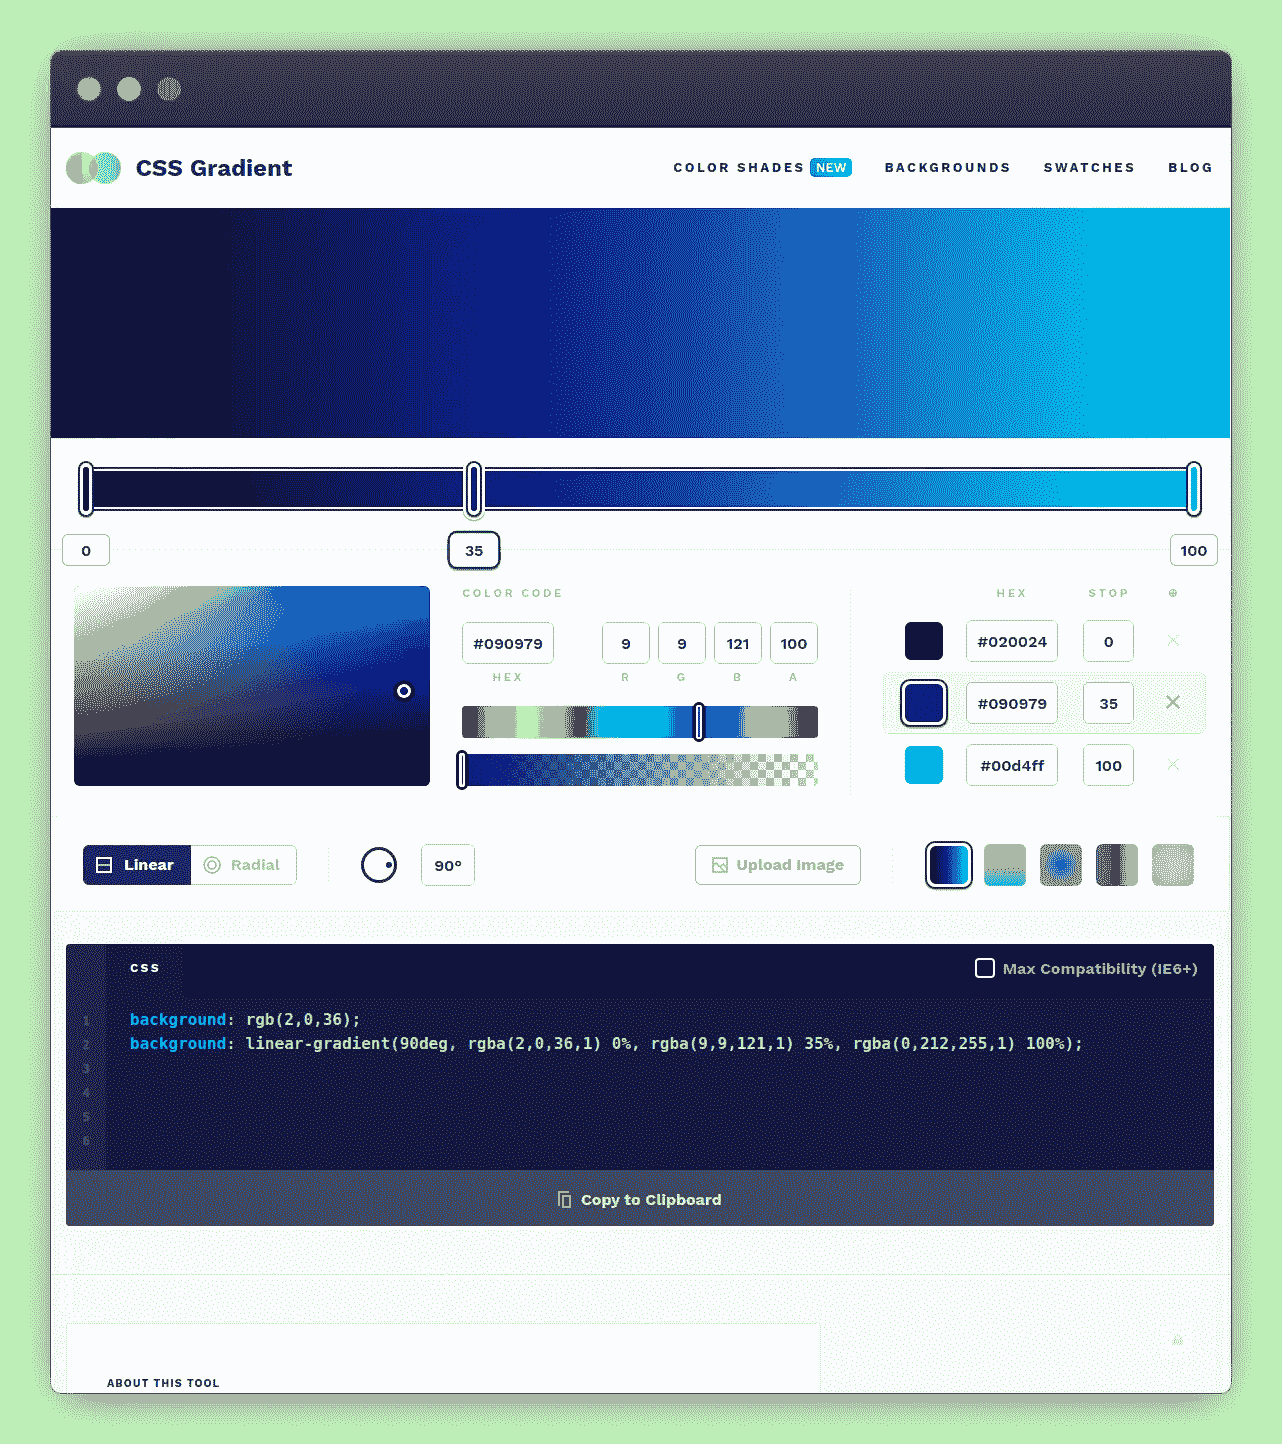 CSS Gradient
COLOR SHADES NEW BACKGROUNDS SWATCHES BLOG
0 35 100
COLOR CODE HEX STOP
#090979 9 9 121 100
HEX R G B A
#020024 0
#090979 35
#00d4ff 100
Linear Radial 90° Upload Image
CSS Max Compatibility (IE6+)
1 background: rgb(2,0,36);
2 background: linear-gradient(90deg, rgba(2,0,36,1) 0%, rgba(9,9,121,1) 35%, rgba(0,212,255,1) 100%);
3
4
5
6
Copy to Clipboard
ABOUT THIS TOOL